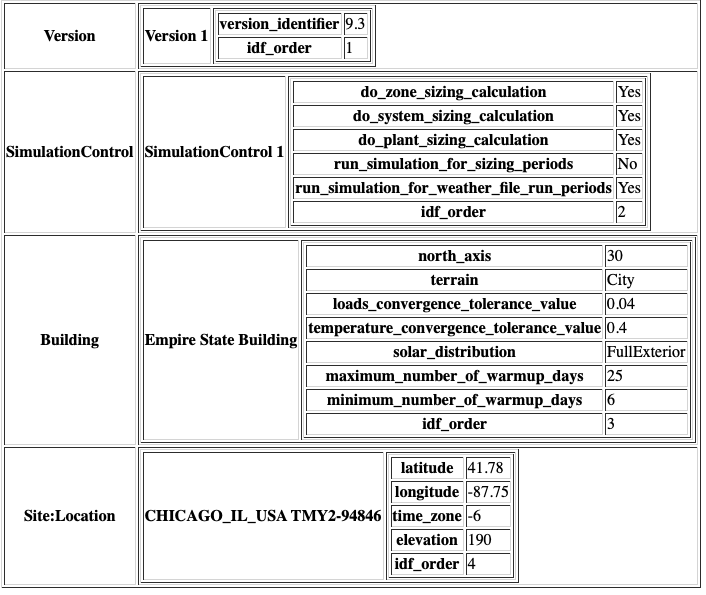 Version
Version 1
version_identifier 9.3
idf_order 1
SimulationControl
SimulationControl 1
do_zone_sizing_calculation Yes
do_system_sizing_calculation Yes
do_plant_sizing_calculation Yes
run_simulation_for_sizing_periods No
run_simulation_for_weather_file_run_periods Yes
idf_order 2
Building
Empire State Building
north_axis 30
terrain City
loads_convergence_tolerance_value 0.04
temperature_convergence_tolerance_value 0.4
solar_distribution FullExterior
maximum_number_of_warmup_days 25
minimum_number_of_warmup_days 6
idf_order 3
Site:Location
CHICAGO_IL_USA TMY2-94846
latitude 41.78
longitude -87.75
time_zone -6
elevation 190
idf_order 4